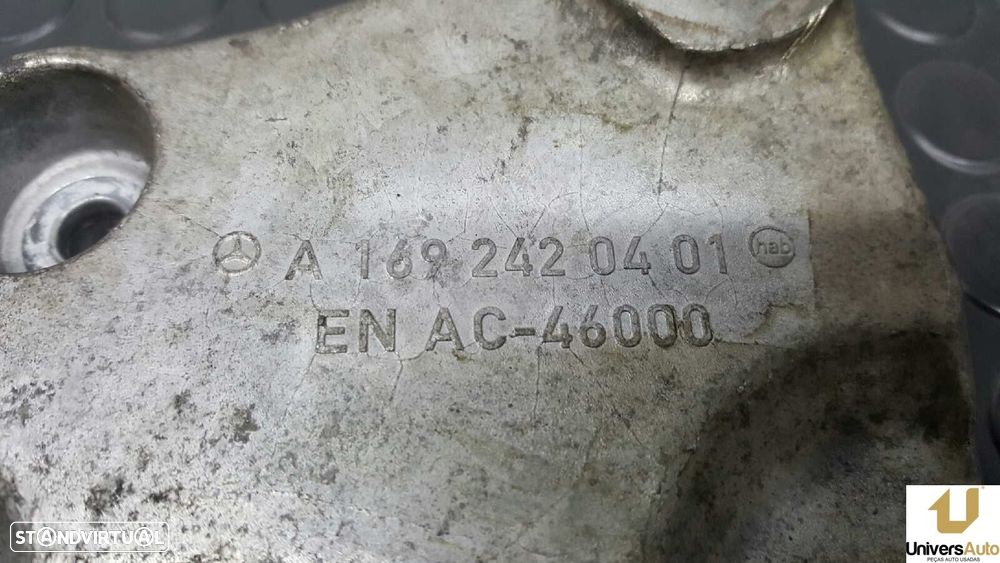 A 169 242 04 01 hab
EN AC-46000
STANDVIRTUAL
UniversAuto
PEÇAS AUTO USADAS